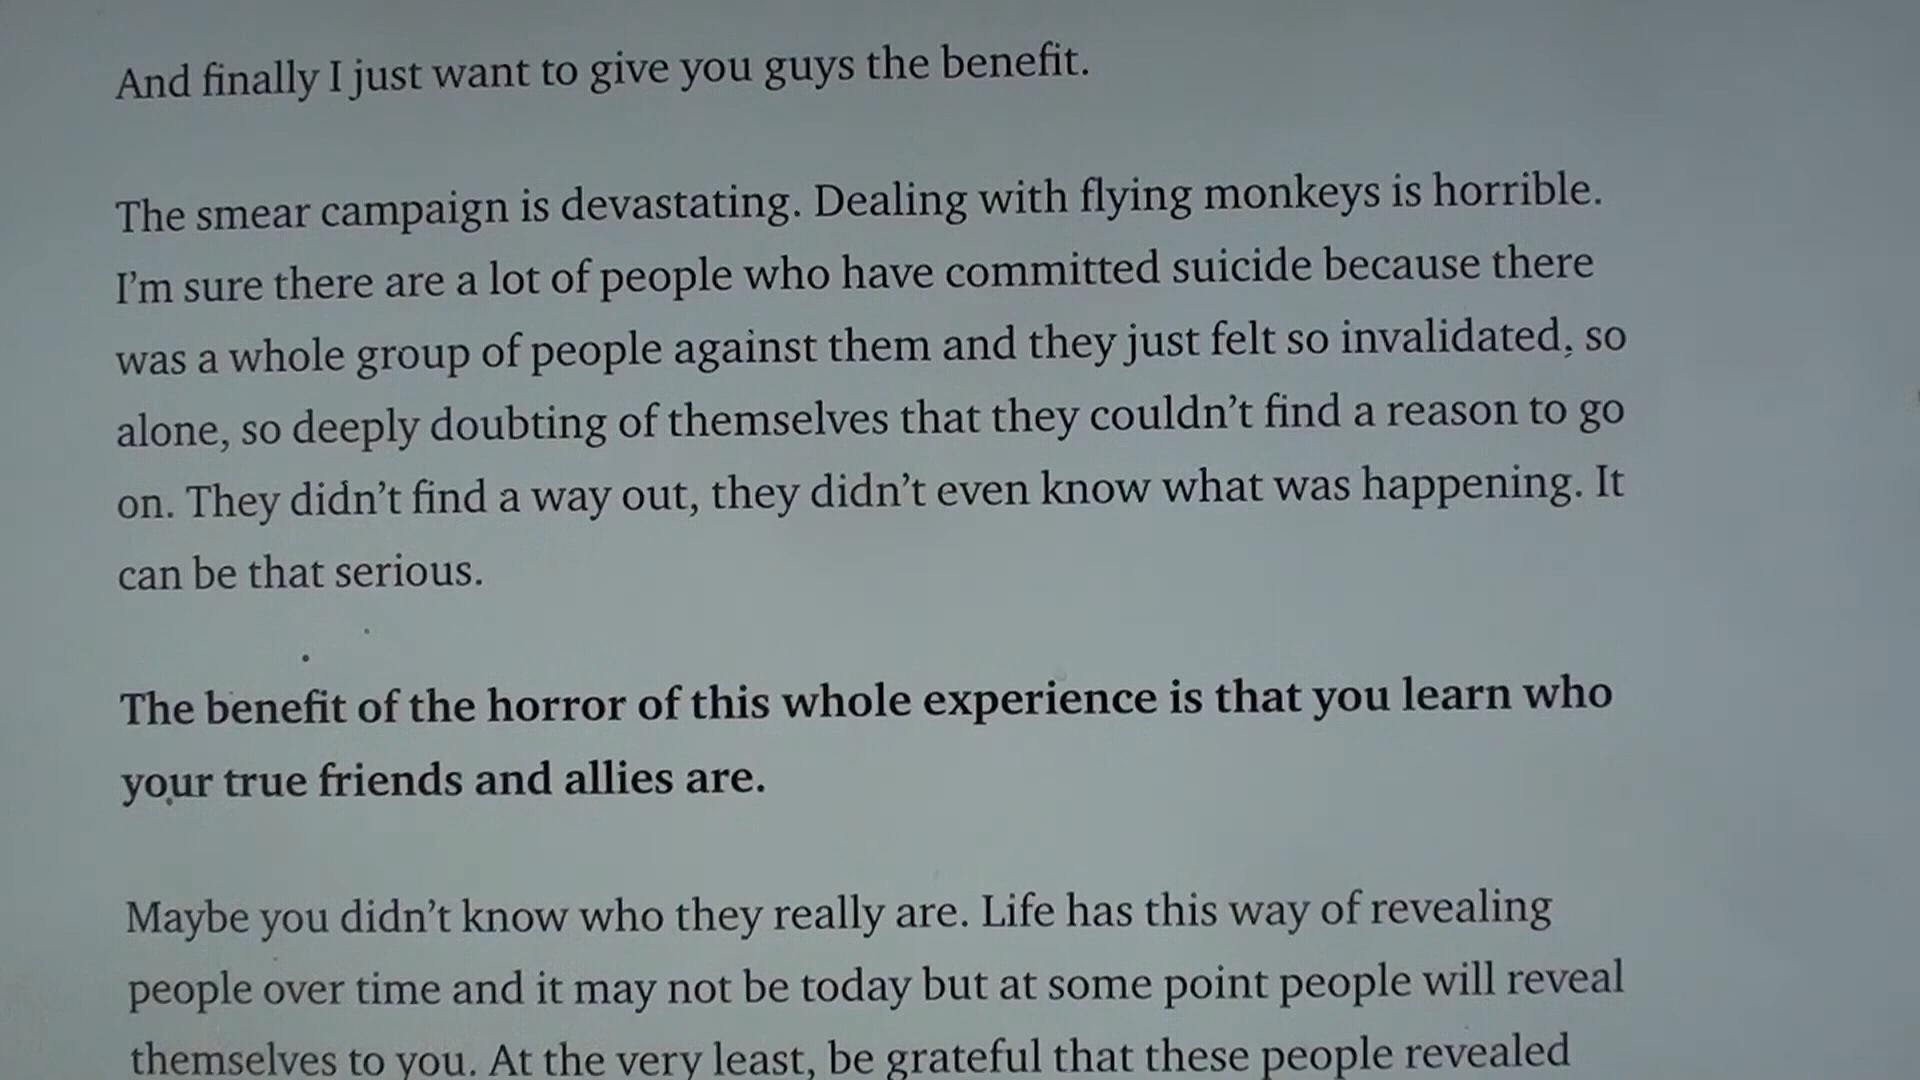 And finally I just want to give you guys the benefit.
The smear campaign is devastating. Dealing with flying monkeys is horrible.
I'm sure there are a lot of people who have committed suicide because there
was a whole group of people against them and they just felt so invalidated, so
alone, so deeply doubting of themselves that they couldn't find a reason to go
on. They didn't find a way out, they didn't even know what was happening. It
can be that serious.
The benefit of the horror of this whole experience is that you learn who
your true friends and allies are.
Maybe you didn't know who they really are. Life has this way of revealing
people over time and it may not be today but at some point people will reveal
themselves to you. At the very least, be grateful that these people revealed